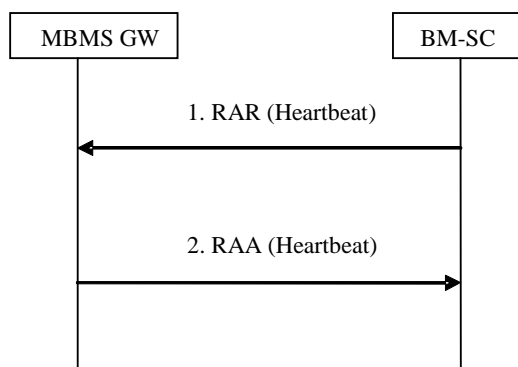 MBMS GW
BM-SC
1. RAR (Heartbeat)
2. RAA (Heartbeat)